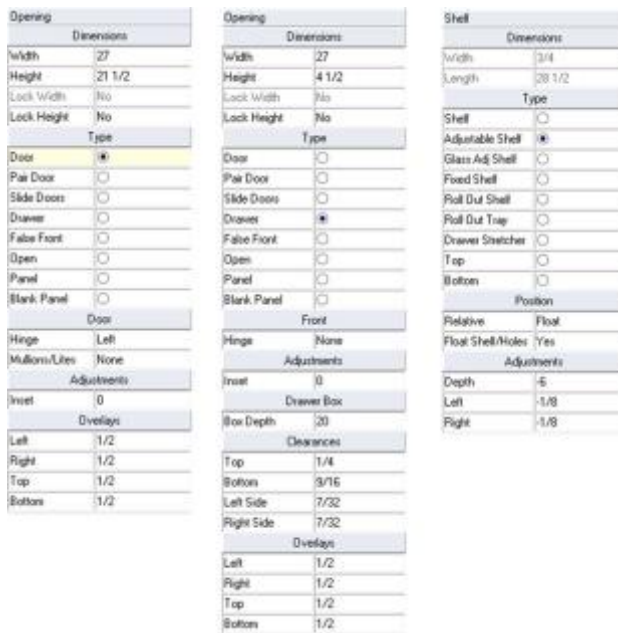 Opening
Dimensions
Width 27
Height 21 1/2
Lock Width No
Lock Height No
Type
Door
Pair Door
Slide Doors
Drawer
False Front
Open
Panel
Blank Panel
Door
Hinge Left
Mullions/Lites None
Adjustments
Inset 0
Overlays
Left 1/2
Right 1/2
Top 1/2
Bottom 1/2
Opening
Dimensions
Width 27
Height 4 1/2
Lock Width No
Lock Height No
Type
Door
Pair Door
Slide Doors
Drawer
False Front
Open
Panel
Blank Panel
Front
Hinge None
Adjustments
Inset 0
Drawer Box
Box Depth 20
Clearances
Top 1/4
Bottom 9/16
Left Side 7/32
Right Side 7/32
Overlays
Left 1/2
Right 1/2
Top 1/2
Bottom 1/2
Shelf
Dimensions
Width 3/4
Length 28 1/2
Type
Shelf
Adjustable Shelf
Glass Adj Shelf
Fixed Shelf
Roll Out Shelf
Roll Out Tray
Drawer Stretcher
Top
Bottom
Position
Relative Float
Float Shelf/Holes Yes
Adjustments
Depth -6
Left -1/8
Right -1/8